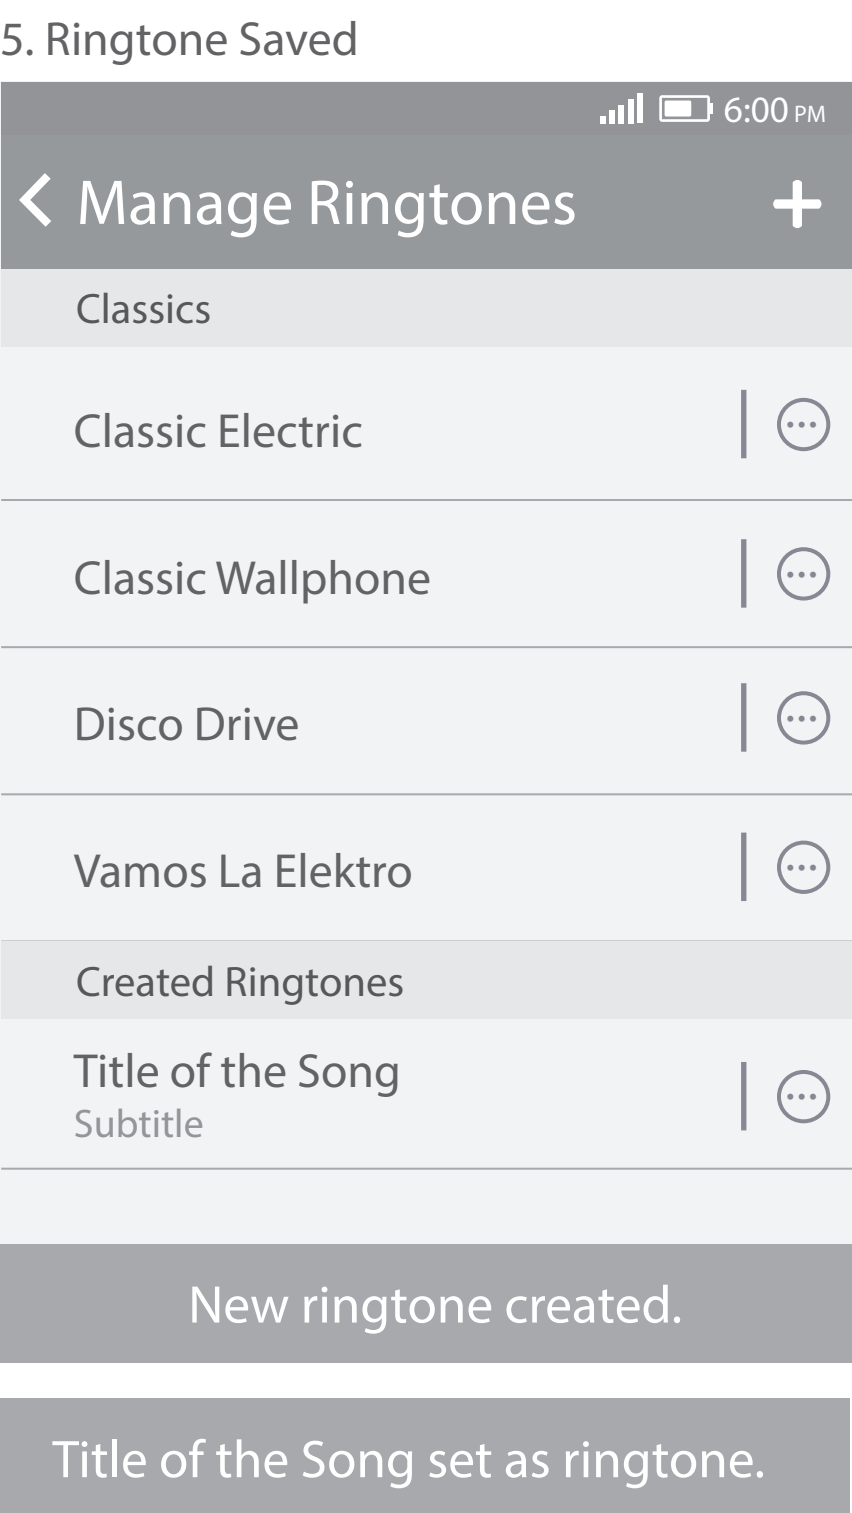 5. Ringtone Saved
6:00 PM
Manage Ringtones
Classics
Classic Electric
Classic Wallphone
Disco Drive
Vamos La Elektro
Created Ringtones
Title of the Song
Subtitle
New ringtone created.
Title of the Song set as ringtone.